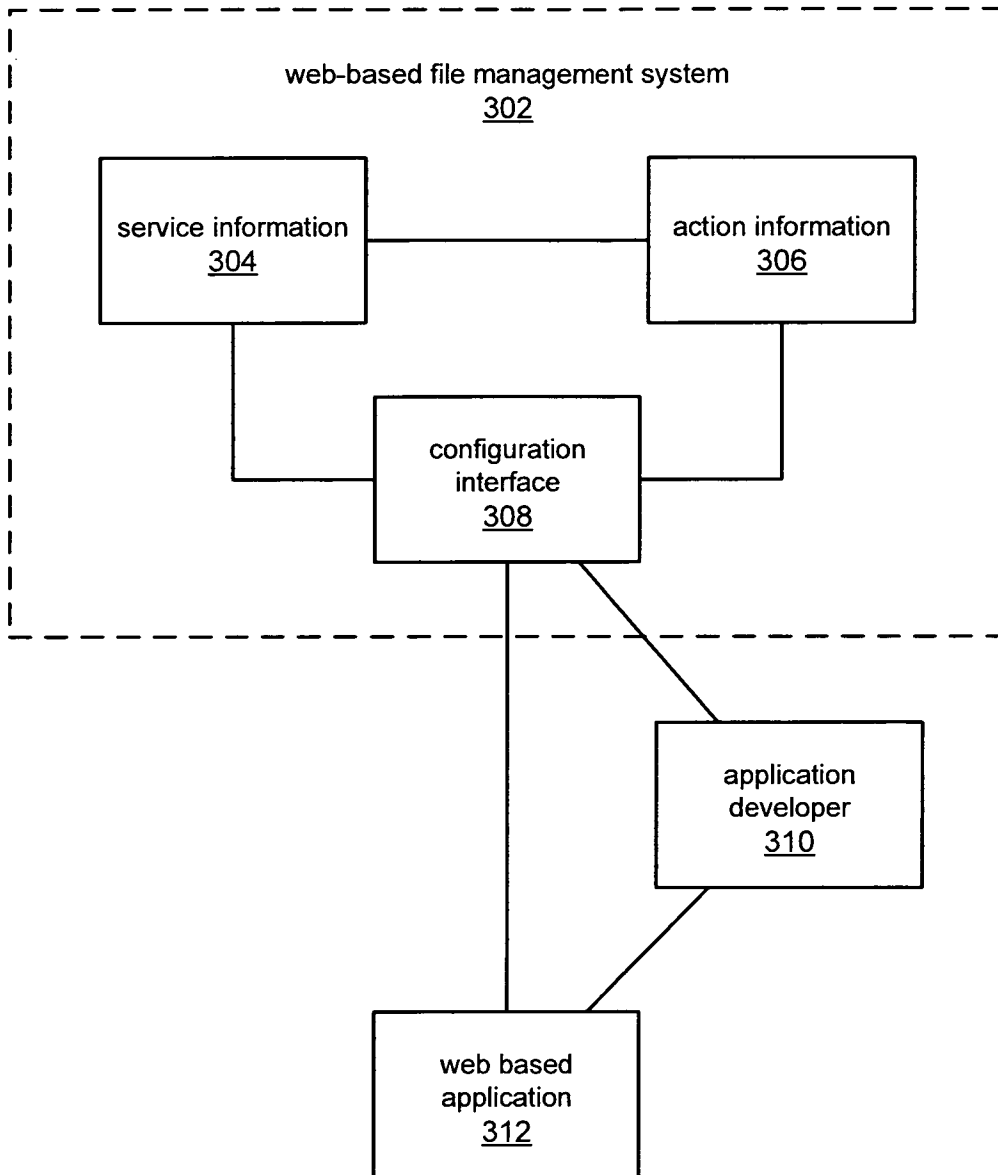 web-based file management system
302
service information
304
action information
306
configuration
interface
308
application
developer
310
web based
application
312